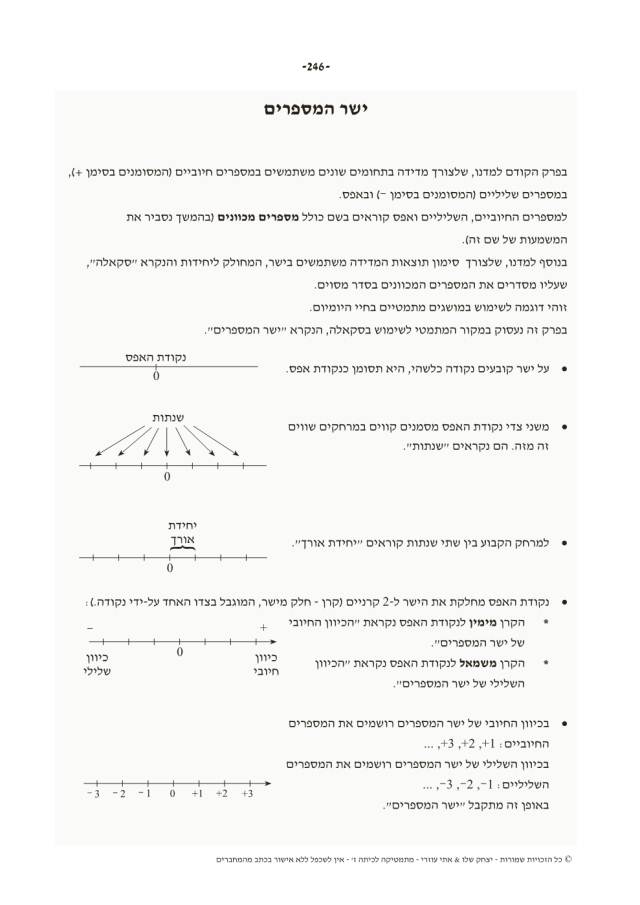 -246-
ישר המספרים
בפרק הקודם למדנו, שלצורך מדידה בתחומים שונים משתמשים במספרים חיוביים (המסומנים בסימן +),
במספרים שליליים (המסומנים בסימן −) ובאפס.
למספרים החיוביים, השליליים ואפס קוראים בשם כולל מספרים מכוונים (בהמשך נסביר את
המשמעות של שם זה).
בנוסף למדנו, שלצורך סימון תוצאות המדידה משתמשים בישר, המחולק ליחידות והנקרא ״סקאלה״,
שעליו מסדרים את המספרים המכוונים בסדר מסוים.
זוהי דוגמה לשימוש במושגים מתמטיים בחיי היומיום.
בפרק זה נעסוק במקור המתמטי לשימוש בסקאלה, הנקרא ״ישר המספרים״.
• על ישר קובעים נקודה כלשהי, היא תסומן כנקודת אפס.
נקודת האפס
0
• משני צדי נקודת האפס מסמנים קווים במרחקים שווים
זה מזה. הם נקראים ״שנתות״.
שנתות
0
• למרחק הקבוע בין שתי שנתות קוראים ״יחידת אורך״.
יחידת
אורך
0
• נקודת האפס מחלקת את הישר ל-2 קרניים (קרן - חלק מישר, המוגבל בצדו האחד על-ידי נקודה.):
* הקרן מימין לנקודת האפס נקראת ״הכיוון החיובי
של ישר המספרים״.
* הקרן משמאל לנקודת האפס נקראת ״הכיוון
השלילי של ישר המספרים״.
− +
0
כיוון
חיובי
כיוון
שלילי
• בכיוון החיובי של ישר המספרים רושמים את המספרים
החיוביים: +1, +2, +3, ...
בכיוון השלילי של ישר המספרים רושמים את המספרים
השליליים: −1, −2, −3, ...
באופן זה מתקבל ״ישר המספרים״.
−3 −2 −1 0 +1 +2 +3
© כל הזכויות שמורות - יצחק שלו & אתי עוזרי - מתמטיקה לכיתה ז׳ - אין לשכפל ללא אישור בכתב מהמחברים